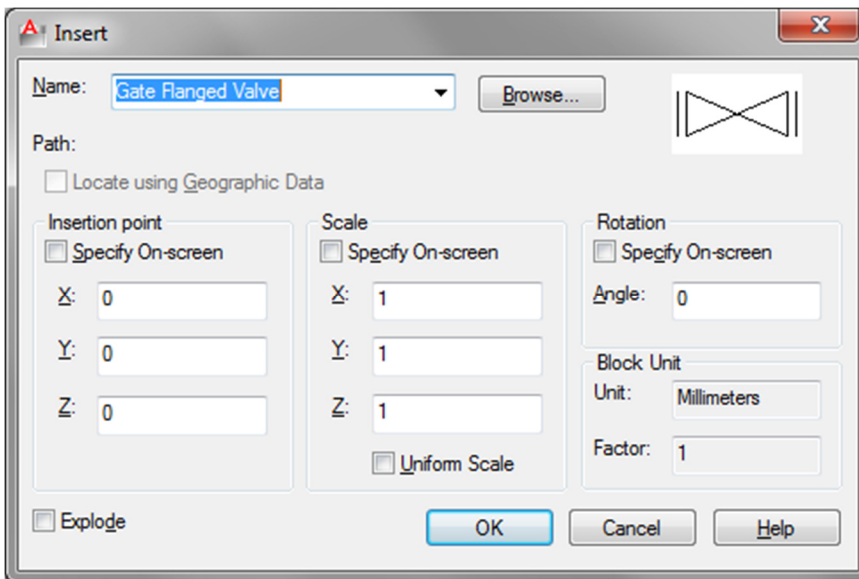 Insert
Name: Gate Flanged Valve Browse...
Path:
Locate using Geographic Data
Insertion point
Specify On-screen
X: 0
Y: 0
Z: 0
Scale
Specify On-screen
X: 1
Y: 1
Z: 1
Uniform Scale
Rotation
Specify On-screen
Angle: 0
Block Unit
Unit: Millimeters
Factor: 1
Explode
OK Cancel Help